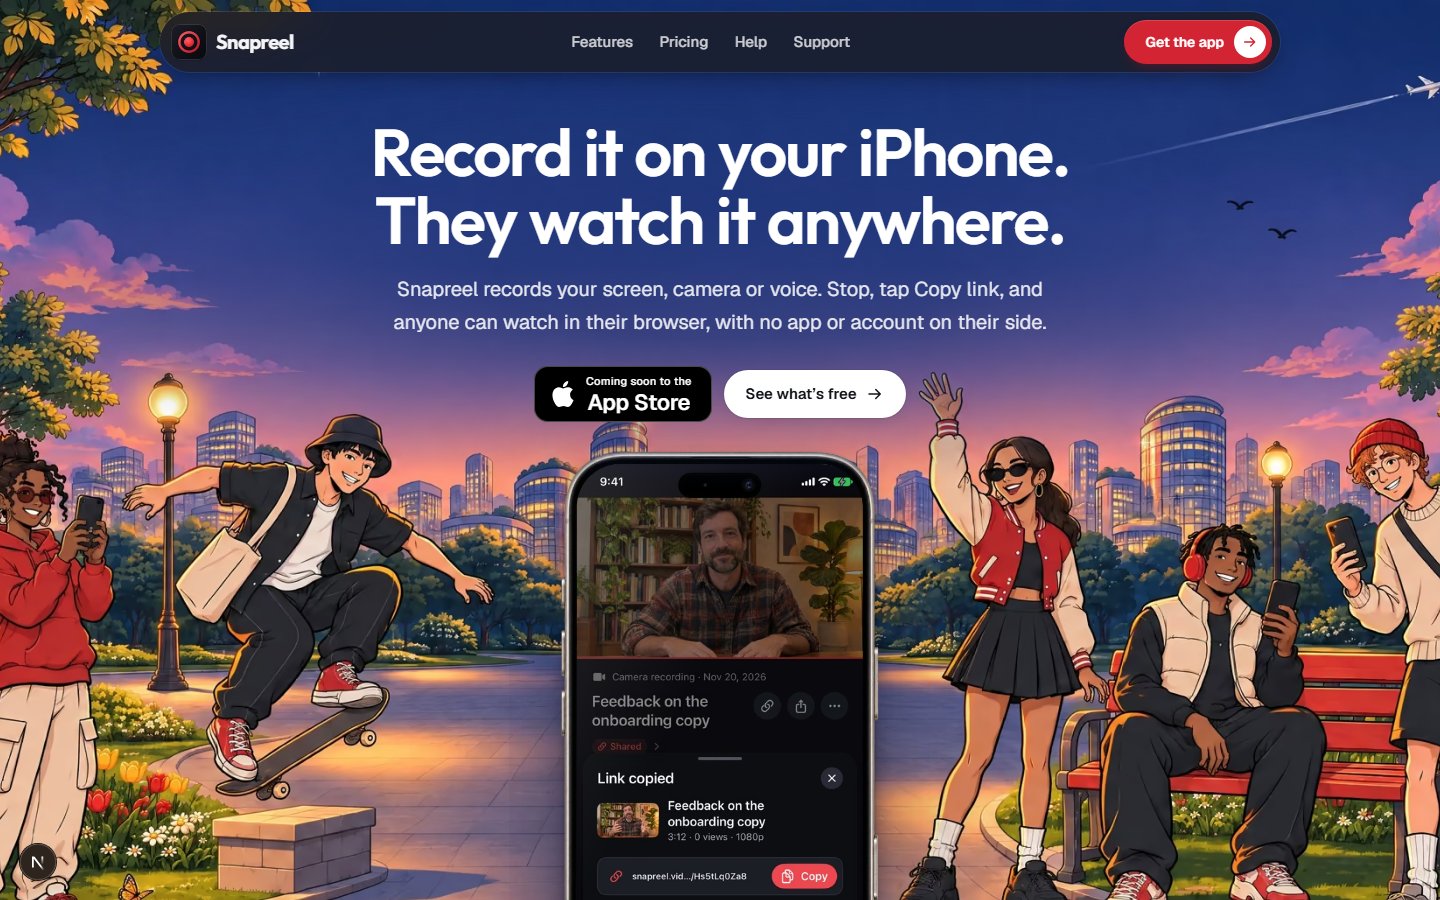 Snapreel
Features
Pricing
Help
Support
Get the app
Record it on your iPhone.
They watch it anywhere.
Snapreel records your screen, camera or voice. Stop, tap Copy link, and
anyone can watch in their browser, with no app or account on their side.
Coming soon to the
App Store
See what’s free
9:41
Camera recording · Nov 20, 2026
Feedback on the
onboarding copy
Shared
Link copied
Feedback on the
onboarding copy
3:12 · 0 views · 1080p
snapreel.vid.../Hs5tLq0Za8
Copy
N